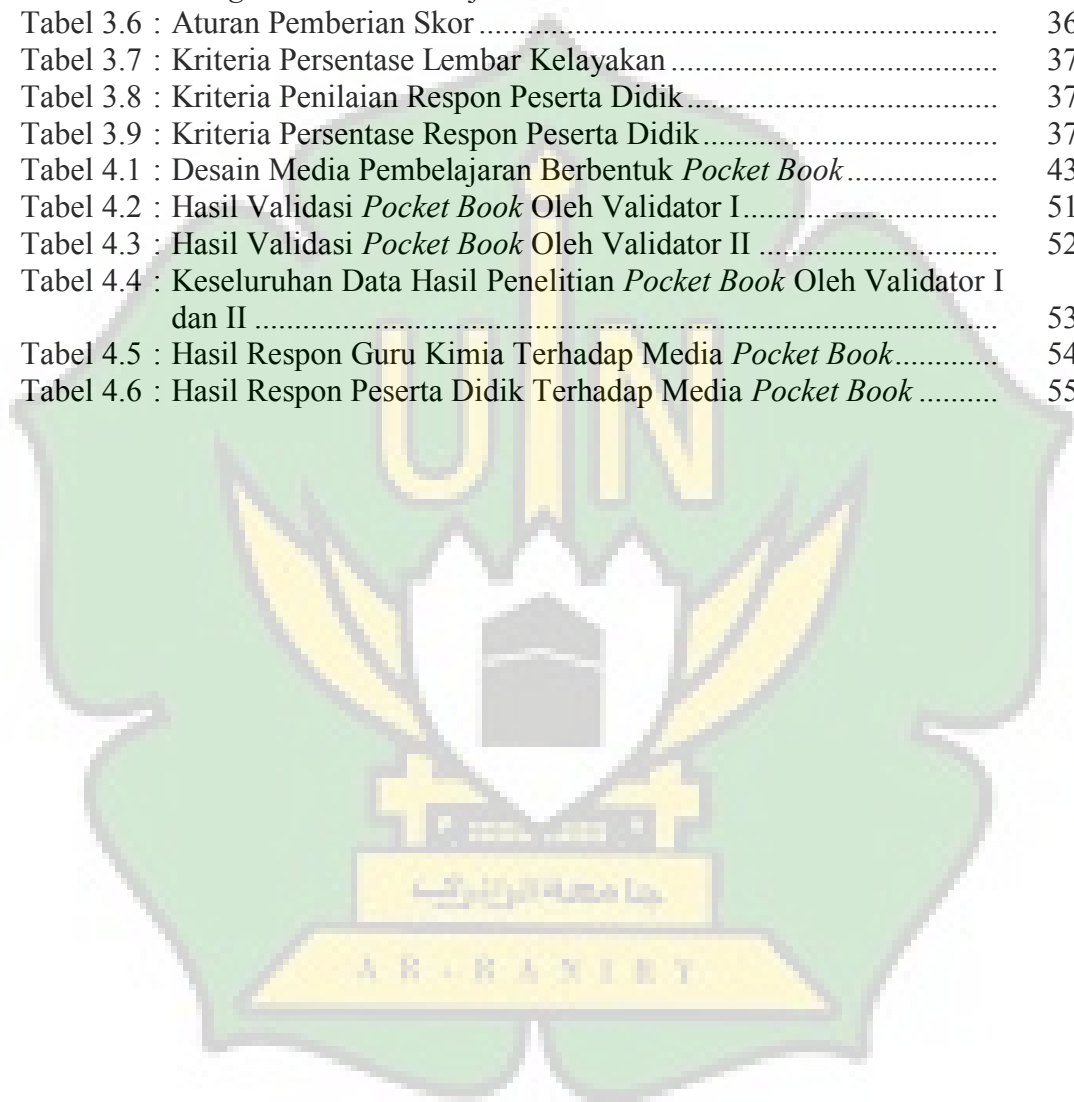 Tabel 3.6 : Aturan Pemberian Skor ........................................................................ 36
Tabel 3.7 : Kriteria Persentase Lembar Kelayakan ............................................. 37
Tabel 3.8 : Kriteria Penilaian Respon Peserta Didik ........................................... 37
Tabel 3.9 : Kriteria Persentase Respon Peserta Didik ......................................... 37
Tabel 4.1 : Desain Media Pembelajaran Berbentuk Pocket Book ..................... 43
Tabel 4.2 : Hasil Validasi Pocket Book Oleh Validator I ................................... 51
Tabel 4.3 : Hasil Validasi Pocket Book Oleh Validator II ................................. 52
Tabel 4.4 : Keseluruhan Data Hasil Penelitian Pocket Book Oleh Validator I
dan II ....................................................................................................... 53
Tabel 4.5 : Hasil Respon Guru Kimia Terhadap Media Pocket Book .............. 54
Tabel 4.6 : Hasil Respon Peserta Didik Terhadap Media Pocket Book .......... 55
UIN
AR-RANIRY